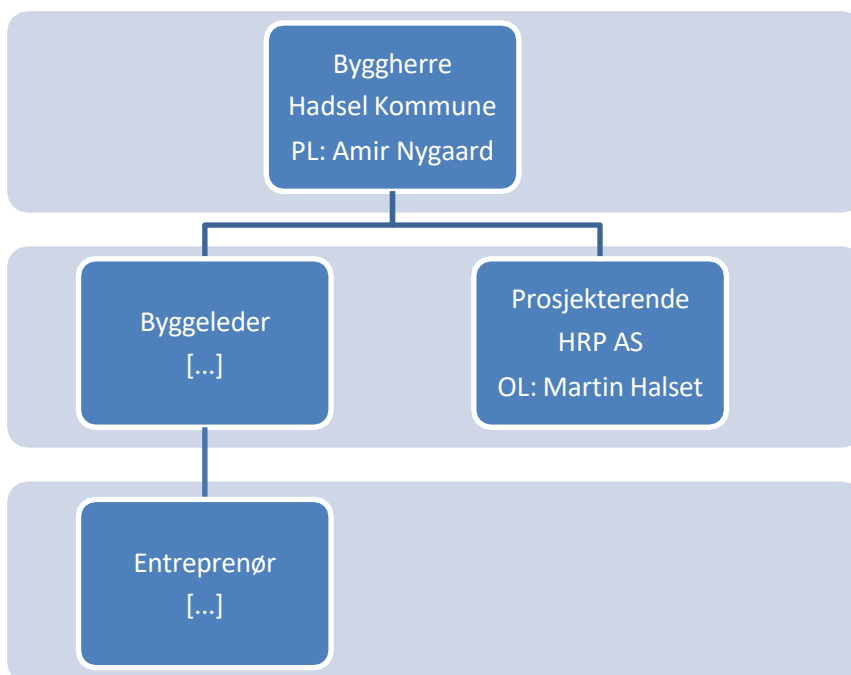 Byggherre
Hadsel Kommune
PL: Amir Nygaard
Byggeleder
[...]
Prosjekterende
HRP AS
OL: Martin Halset
Entreprenør
[...]